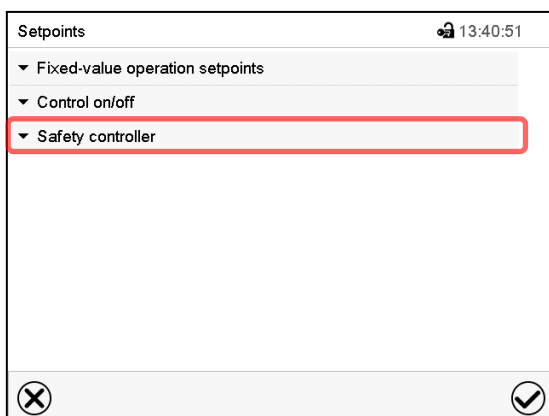 Setpoints 13:40:51
Fixed-value operation setpoints
Control on/off
Safety controller